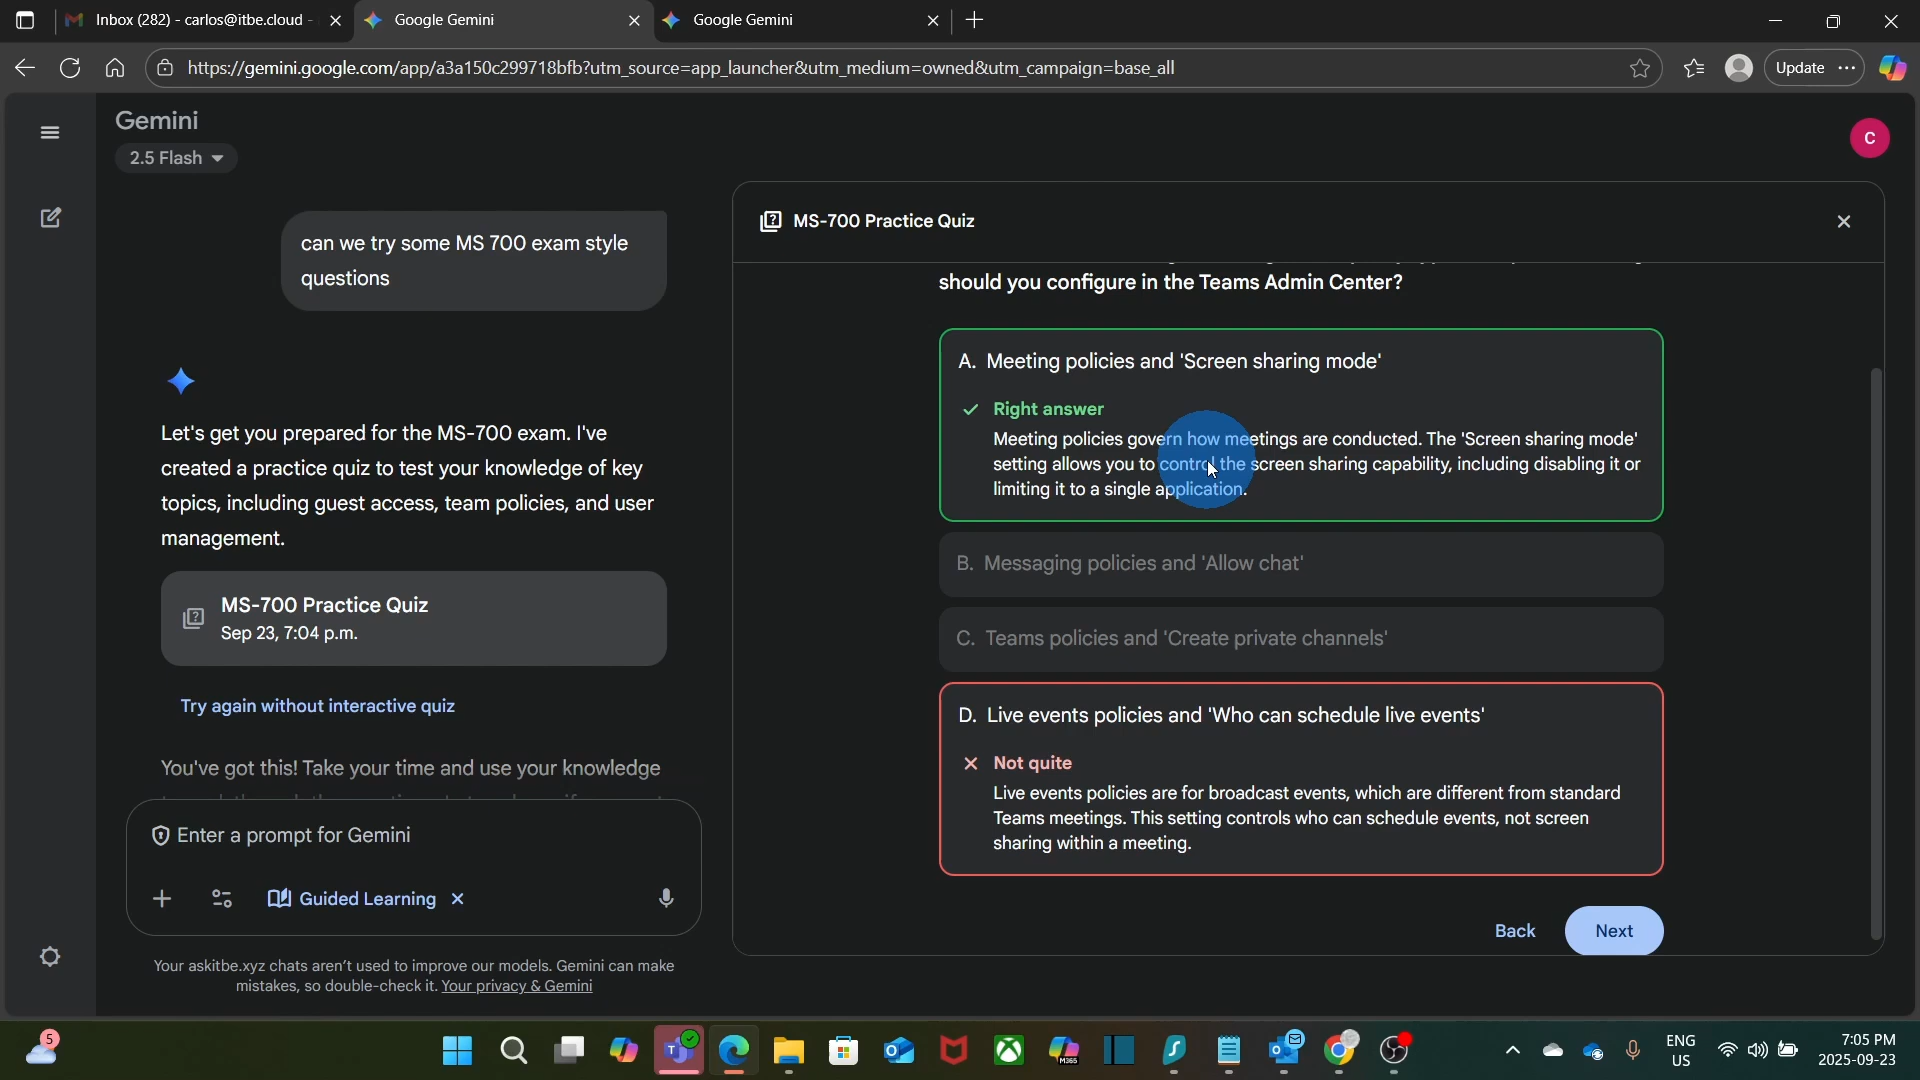 Inbox (282) - carlos@itbe.cloud -
Google Gemini
Google Gemini
https://gemini.google.com/app/a3a150c299718bfb?utm_source=app_launcher&utm_medium=owned&utm_campaign=base_all
Update
Gemini
2.5 Flash
C
can we try some MS 700 exam style
questions
Let's get you prepared for the MS-700 exam. I've
created a practice quiz to test your knowledge of key
topics, including guest access, team policies, and user
management.
MS-700 Practice Quiz
Sep 23, 7:04 p.m.
Try again without interactive quiz
You've got this! Take your time and use your knowledge
Enter a prompt for Gemini
Guided Learning
Your askitbe.xyz chats aren't used to improve our models. Gemini can make
mistakes, so double-check it. Your privacy & Gemini
MS-700 Practice Quiz
should you configure in the Teams Admin Center?
A. Meeting policies and 'Screen sharing mode'
Right answer
Meeting policies govern how meetings are conducted. The 'Screen sharing mode'
setting allows you to control the screen sharing capability, including disabling it or
limiting it to a single application.
B. Messaging policies and 'Allow chat'
C. Teams policies and 'Create private channels'
D. Live events policies and 'Who can schedule live events'
Not quite
Live events policies are for broadcast events, which are different from standard
Teams meetings. This setting controls who can schedule events, not screen
sharing within a meeting.
Back
Next
5
T
M365
ENG
US
7:05 PM
2025-09-23